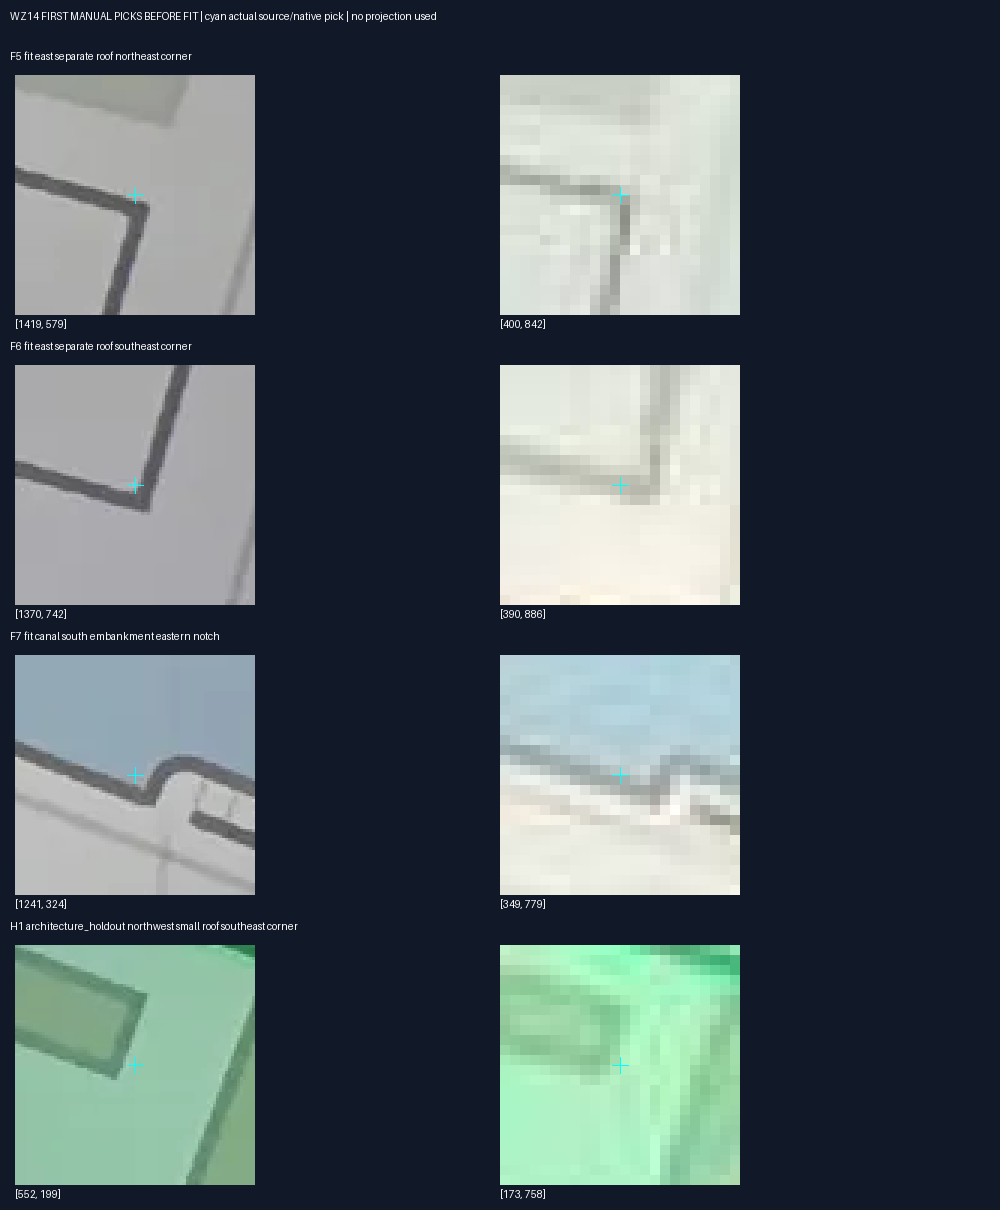 WZ14 FIRST MANUAL PICKS BEFORE FIT | cyan actual source/native pick | no projection used
F5 fit east separate roof northeast corner
[1419, 579]
[400, 842]
F6 fit east separate roof southeast corner
[1370, 742]
[390, 886]
F7 fit canal south embankment eastern notch
[1241, 324]
[349, 779]
H1 architecture_holdout northwest small roof southeast corner
[552, 199]
[173, 758]